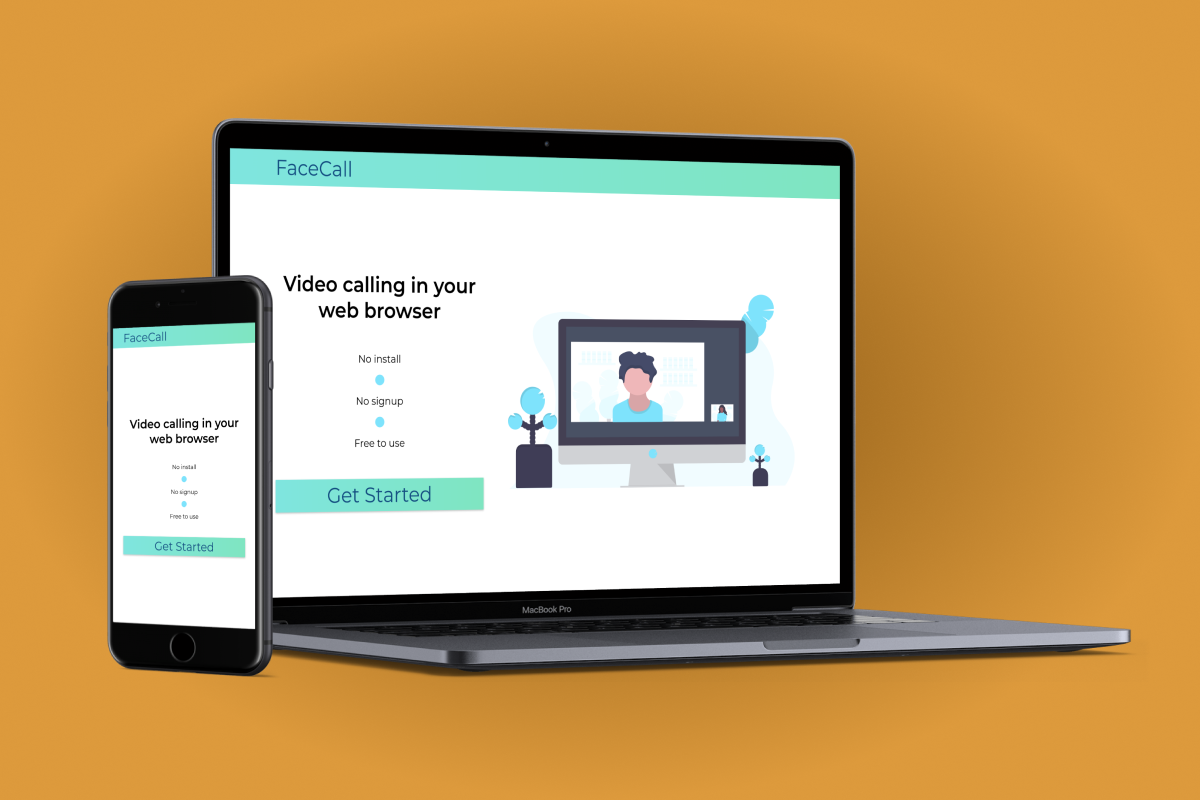 FaceCall
Video calling in your
web browser
No install
No signup
Free to use
Get Started
MacBook Pro
FaceCall
Video calling in your
web browser
No install
No signup
Free to use
Get Started